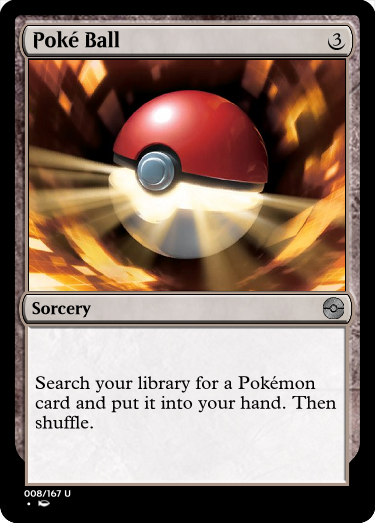 Poké Ball 3
Sorcery
Search your library for a Pokémon
card and put it into your hand. Then
shuffle.
008/167 U